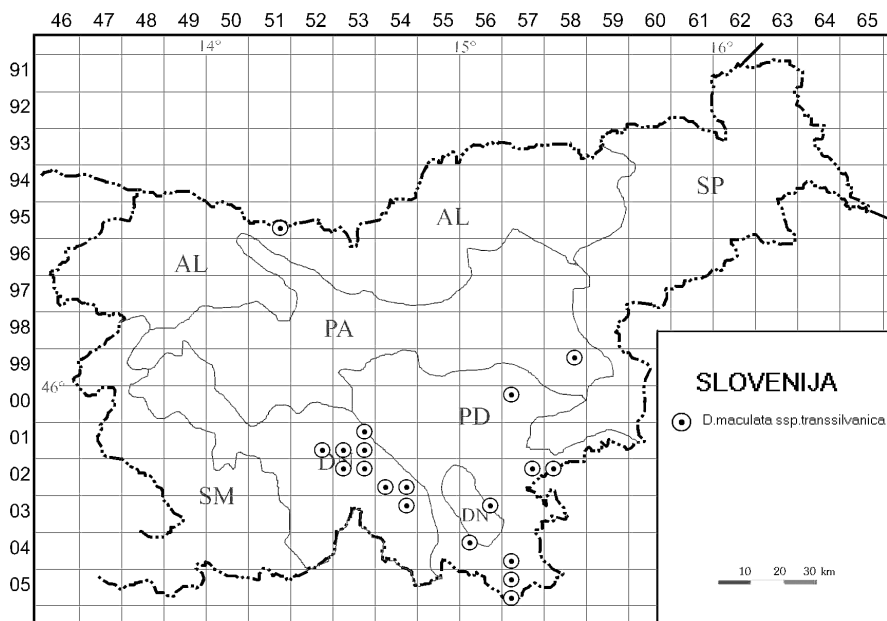 46 47 48 49 50 51 52 53 54 55 56 57 58 60 61 62 63 64 65
14° 15° 16°
91
92
93
94
95
96
97
98
99
46°
00
01
02
03
04
05
SP
AL
AL
PA
PD
DN
SM
DN
SLOVENIJA
D.maculata ssp.transsilvanica
10 20 30 km